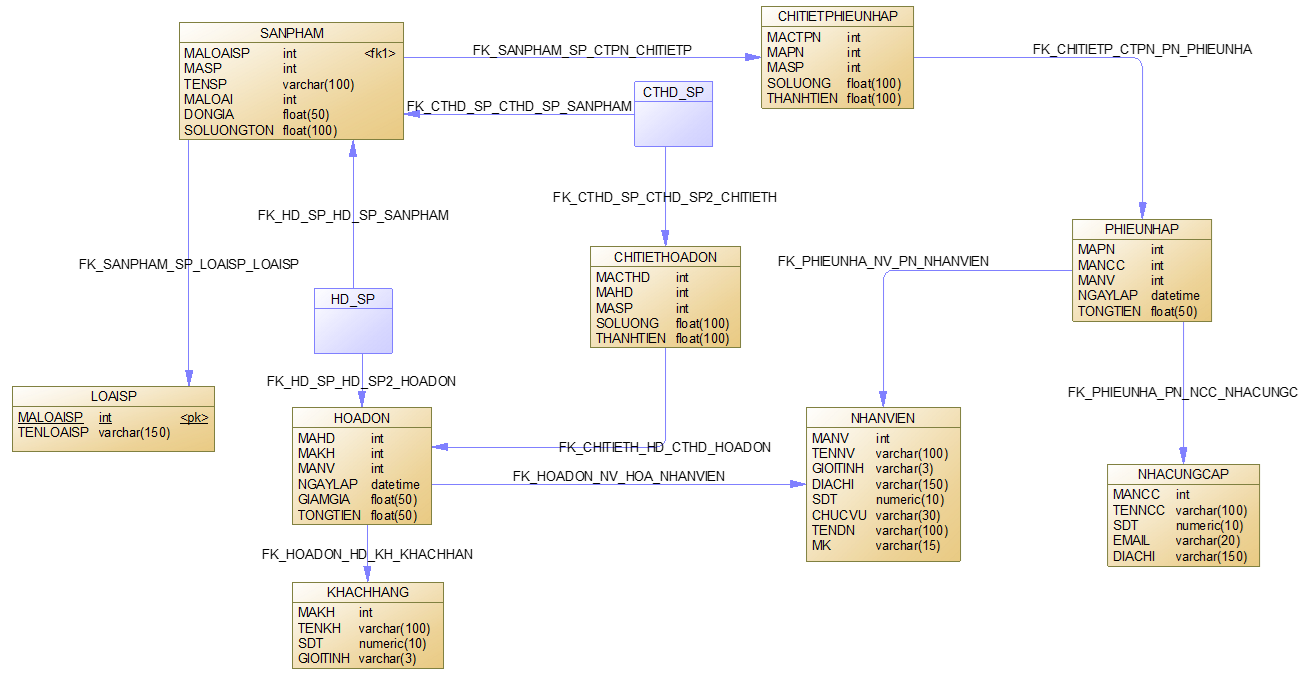 SANPHAM
MALOAISP int <fk1>
MASP int
TENSP varchar(100)
MALOAI int
DONGIA float(50)
SOLUONGTON float(100)
FK_SANPHAM_SP_CTPN_CHITIETP
CHITIETPHIEUNHAP
MACTPN int
MAPN int
MASP int
SOLUONG float(100)
THANHTIEN float(100)
FK_CHITIETP_CTPN_PN_PHIEUNHA
CTHD_SP
FK_CTHD_SP_CTHD_SP_SANPHAM
FK_CTHD_SP_CTHD_SP2_CHITIETH
FK_HD_SP_HD_SP_SANPHAM
FK_SANPHAM_SP_LOAISP_LOAISP
CHITIETHOADON
MACTHD int
MAHD int
MASP int
SOLUONG float(100)
THANHTIEN float(100)
FK_PHIEUNHA_NV_PN_NHANVIEN
PHIEUNHAP
MAPN int
MANCC int
MANV int
NGAYLAP datetime
TONGTIEN float(50)
HD_SP
FK_HD_SP_HD_SP2_HOADON
LOAISP
MALOAISP int <pk>
TENLOAISP varchar(150)
HOADON
MAHD int
MAKH int
MANV int
NGAYLAP datetime
GIAMGIA float(50)
TONGTIEN float(50)
FK_CHITIETH_HD_CTHD_HOADON
FK_HOADON_NV_HOA_NHANVIEN
NHANVIEN
MANV int
TENNV varchar(100)
GIOITINH varchar(3)
DIACHI varchar(150)
SDT numeric(10)
CHUCVU varchar(30)
TENDN varchar(100)
MK varchar(15)
FK_PHIEUNHA_PN_NCC_NHACUNGC
NHACUNGCAP
MANCC int
TENNCC varchar(100)
SDT numeric(10)
EMAIL varchar(20)
DIACHI varchar(150)
FK_HOADON_HD_KH_KHACHHAN
KHACHHANG
MAKH int
TENKH varchar(100)
SDT numeric(10)
GIOITINH varchar(3)